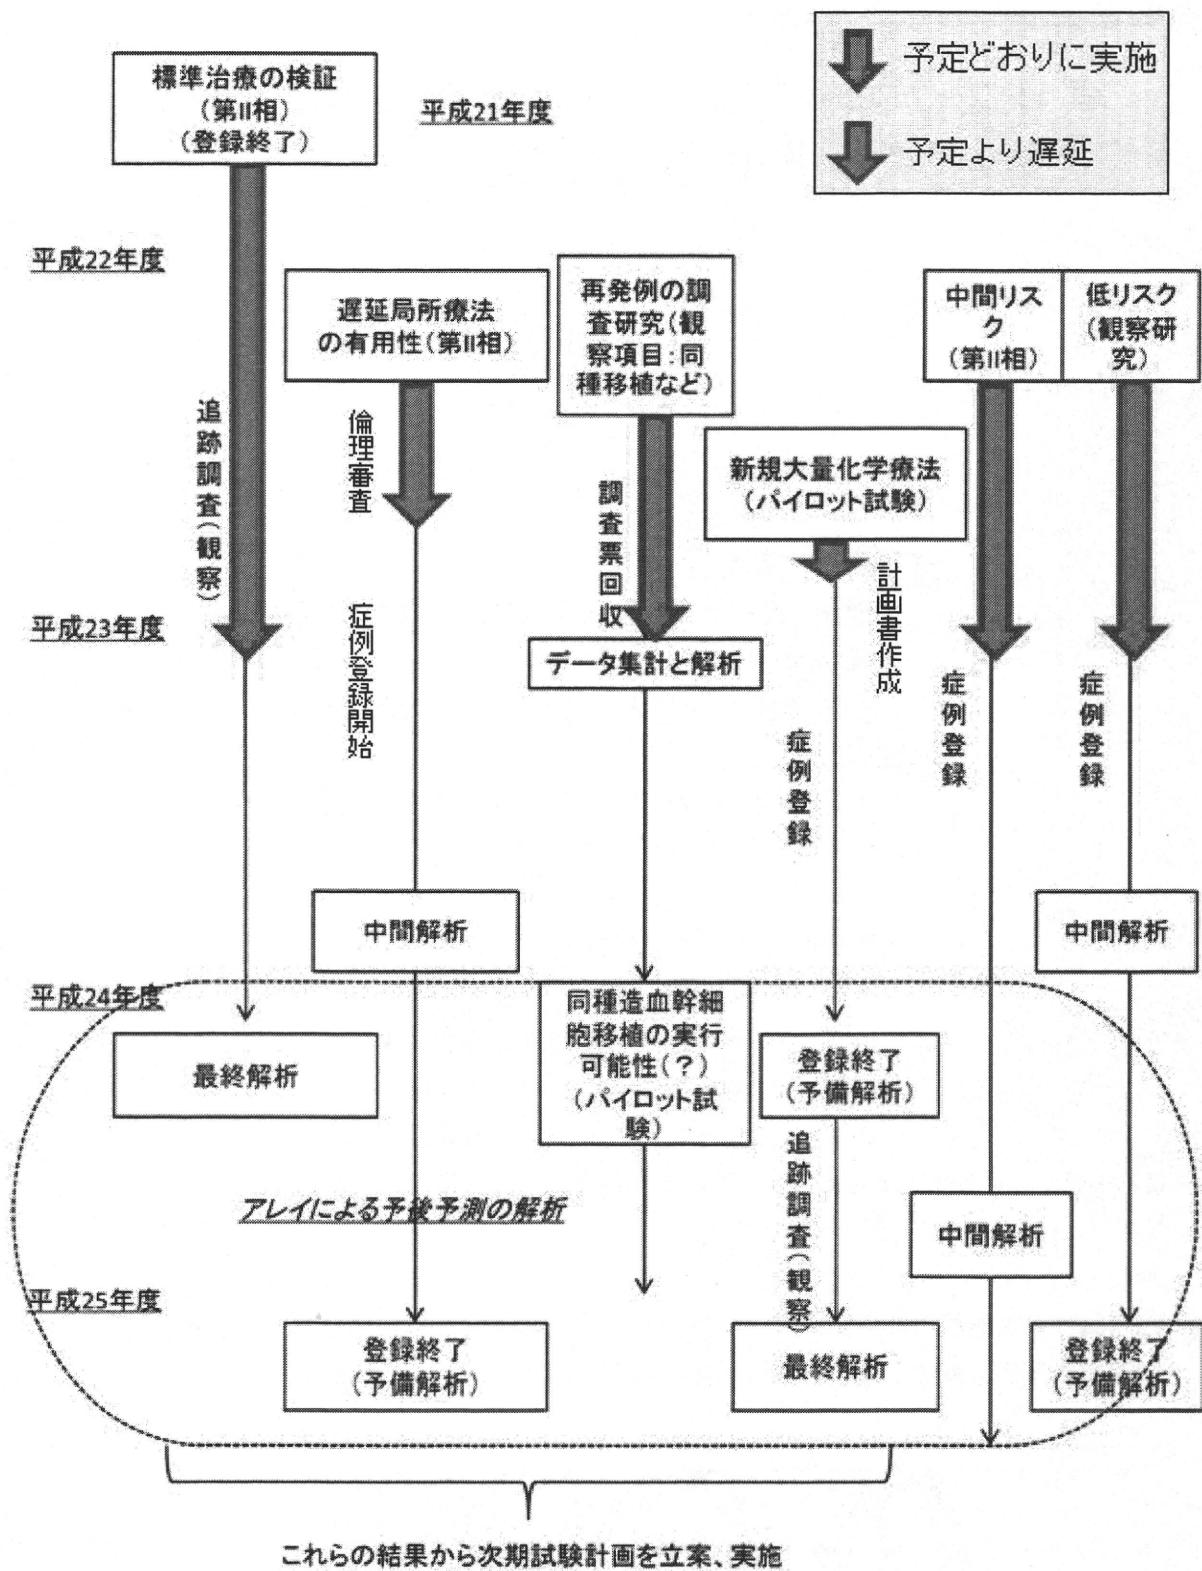 予定どおりに実施
予定より遅延
標準治療の検証
(第II相)
(登録終了)
平成21年度
平成22年度
遅延局所療法
の有用性(第II相)
再発例の調
査研究(観
察項目:同
種移植など)
中間リス
ク
(第II相)
低リスク
(観察研
究)
新規大量化学療法
(パイロット試験)
追跡調査(観察)
倫理審査
調査票回収
計画書作成
平成23年度
症例登録開始
データ集計と解析
症例登録
症例登録
症例登録
中間解析
中間解析
平成24年度
最終解析
同種造血幹細
胞移植の実行
可能性(?)
(パイロット試
験)
登録終了
(予備解析)
追跡調査(観察)
アレイによる予後予測の解析
中間解析
平成25年度
登録終了
(予備解析)
最終解析
登録終了
(予備解析)
これらの結果から次期試験計画を立案、実施